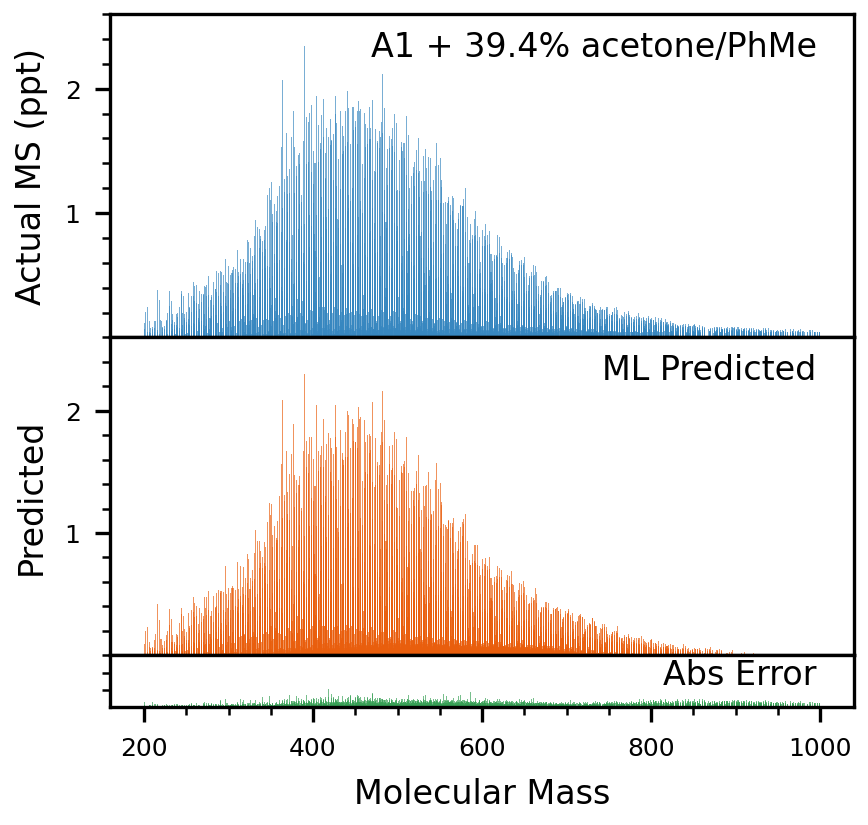 A1 + 39.4% acetone/PhMe
Actual MS (ppt)
2
1
ML Predicted
Predicted
2
1
Abs Error
200 400 600 800 1000
Molecular Mass